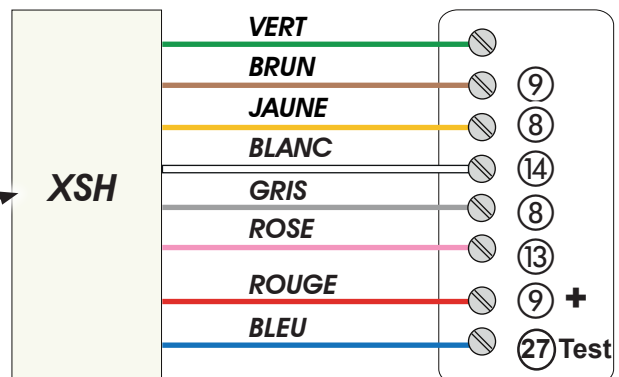 VERT
BRUN ⑨
JAUNE ⑧
BLANC ⑭
XSH
GRIS ⑧
ROSE ⑬
ROUGE ⑨ +
BLEU ㉗ Test